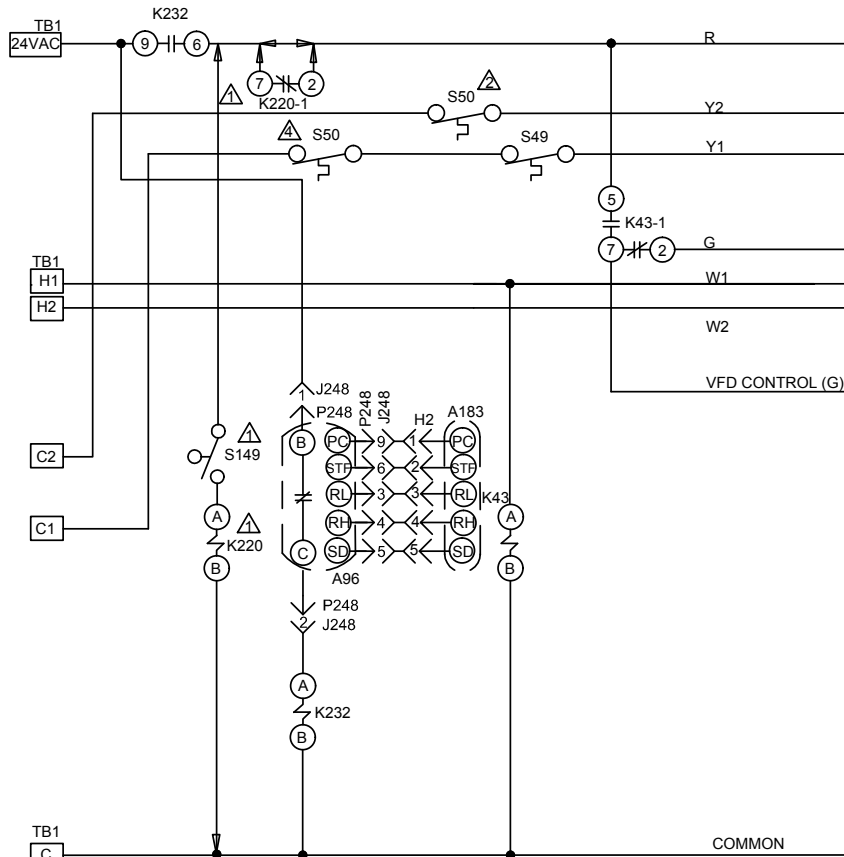 K232
TB1
24VAC
9
6
R
7
2
K220-1
1
2
S50
Y2
4
S50
S49
Y1
5
K43-1
7
2
G
TB1
H1
W1
H2
W2
VFD CONTROL (G)
1
J248
P248
P248
J248
H2
A183
1
S149
B
PC
9
1
PC
STF
6
2
STF
C2
RL
3
3
RL
K43
A
1
RH
4
4
RH
A
C1
K220
B
C
SD
5
5
SD
B
A96
P248
2
J248
A
K232
B
TB1
C
COMMON